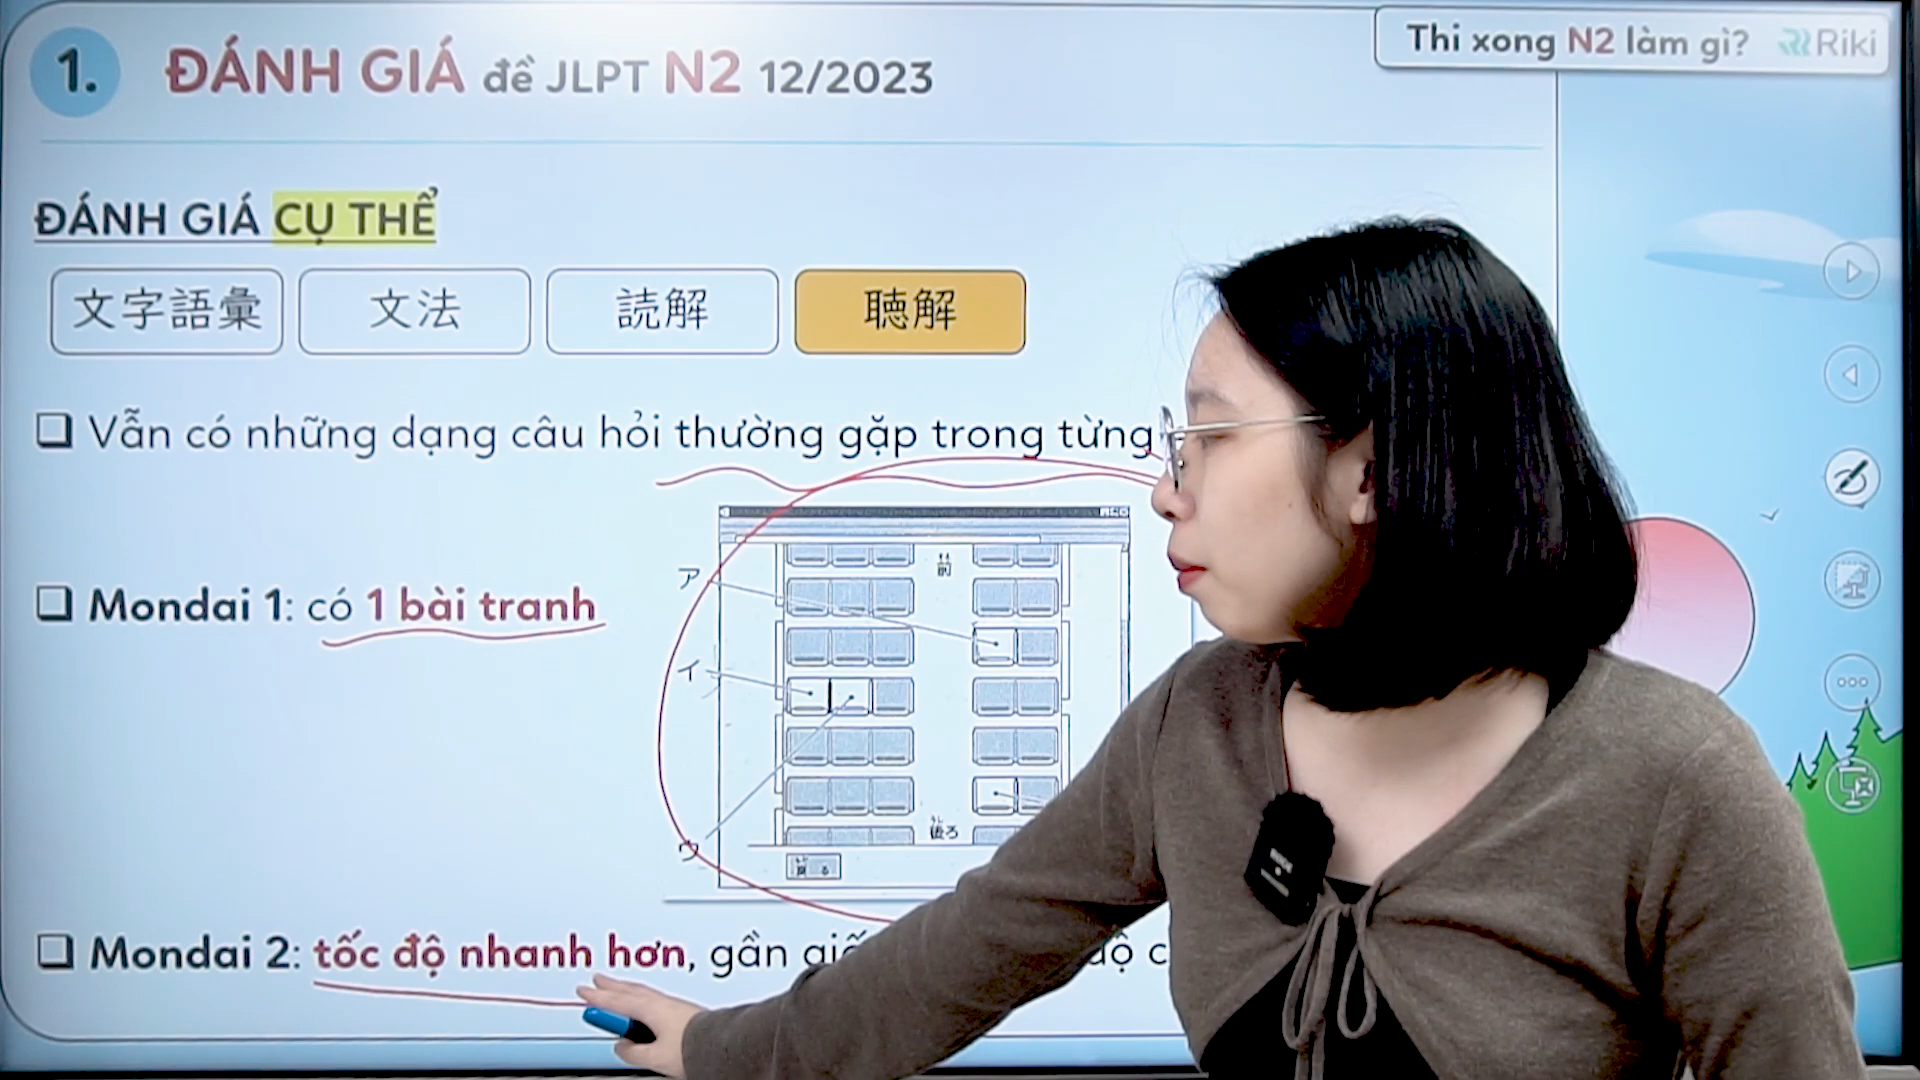 1. ĐÁNH GIÁ đề JLPT N2 12/2023
Thi xong N2 làm gì? Riki
ĐÁNH GIÁ CỤ THỂ
文字語彙 文法 読解 聴解
Vẫn có những dạng câu hỏi thường gặp trong từng
Mondai 1: có 1 bài tranh
ア
前
イ
ウ
後ろ
戻る
Mondai 2: tốc độ nhanh hơn, gần